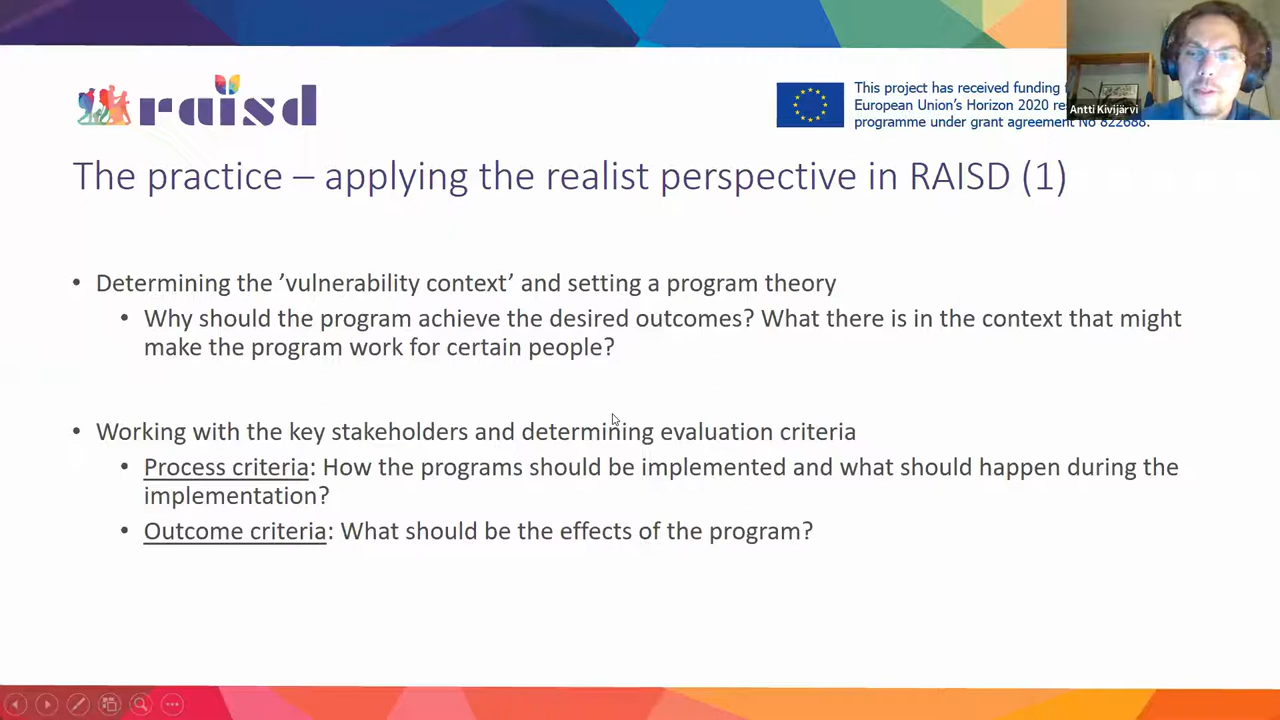 raisd
This project has received funding
European Union's Horizon 2020
programme under grant agreement No 822688.
Antti Kivijärvi
The practice – applying the realist perspective in RAISD (1)
• Determining the ’vulnerability context’ and setting a program theory
• Why should the program achieve the desired outcomes? What there is in the context that might
make the program work for certain people?
• Working with the key stakeholders and determining evaluation criteria
• Process criteria: How the programs should be implemented and what should happen during the
implementation?
• Outcome criteria: What should be the effects of the program?